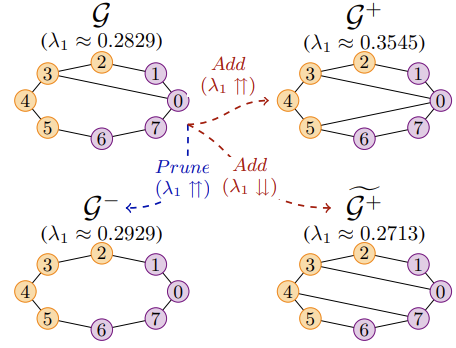 𝒢
(λ₁ ≈ 0.2829)
2
3
1
4
0
5
7
6
Add
(λ₁ ⇈)
𝒢⁺
(λ₁ ≈ 0.3545)
2
3
1
4
0
5
7
6
Prune
(λ₁ ⇈)
Add
(λ₁ ⇊)
𝒢⁻
(λ₁ ≈ 0.2929)
2
3
1
4
0
5
7
6
𝒢⁺͠
(λ₁ ≈ 0.2713)
2
3
1
4
0
5
7
6